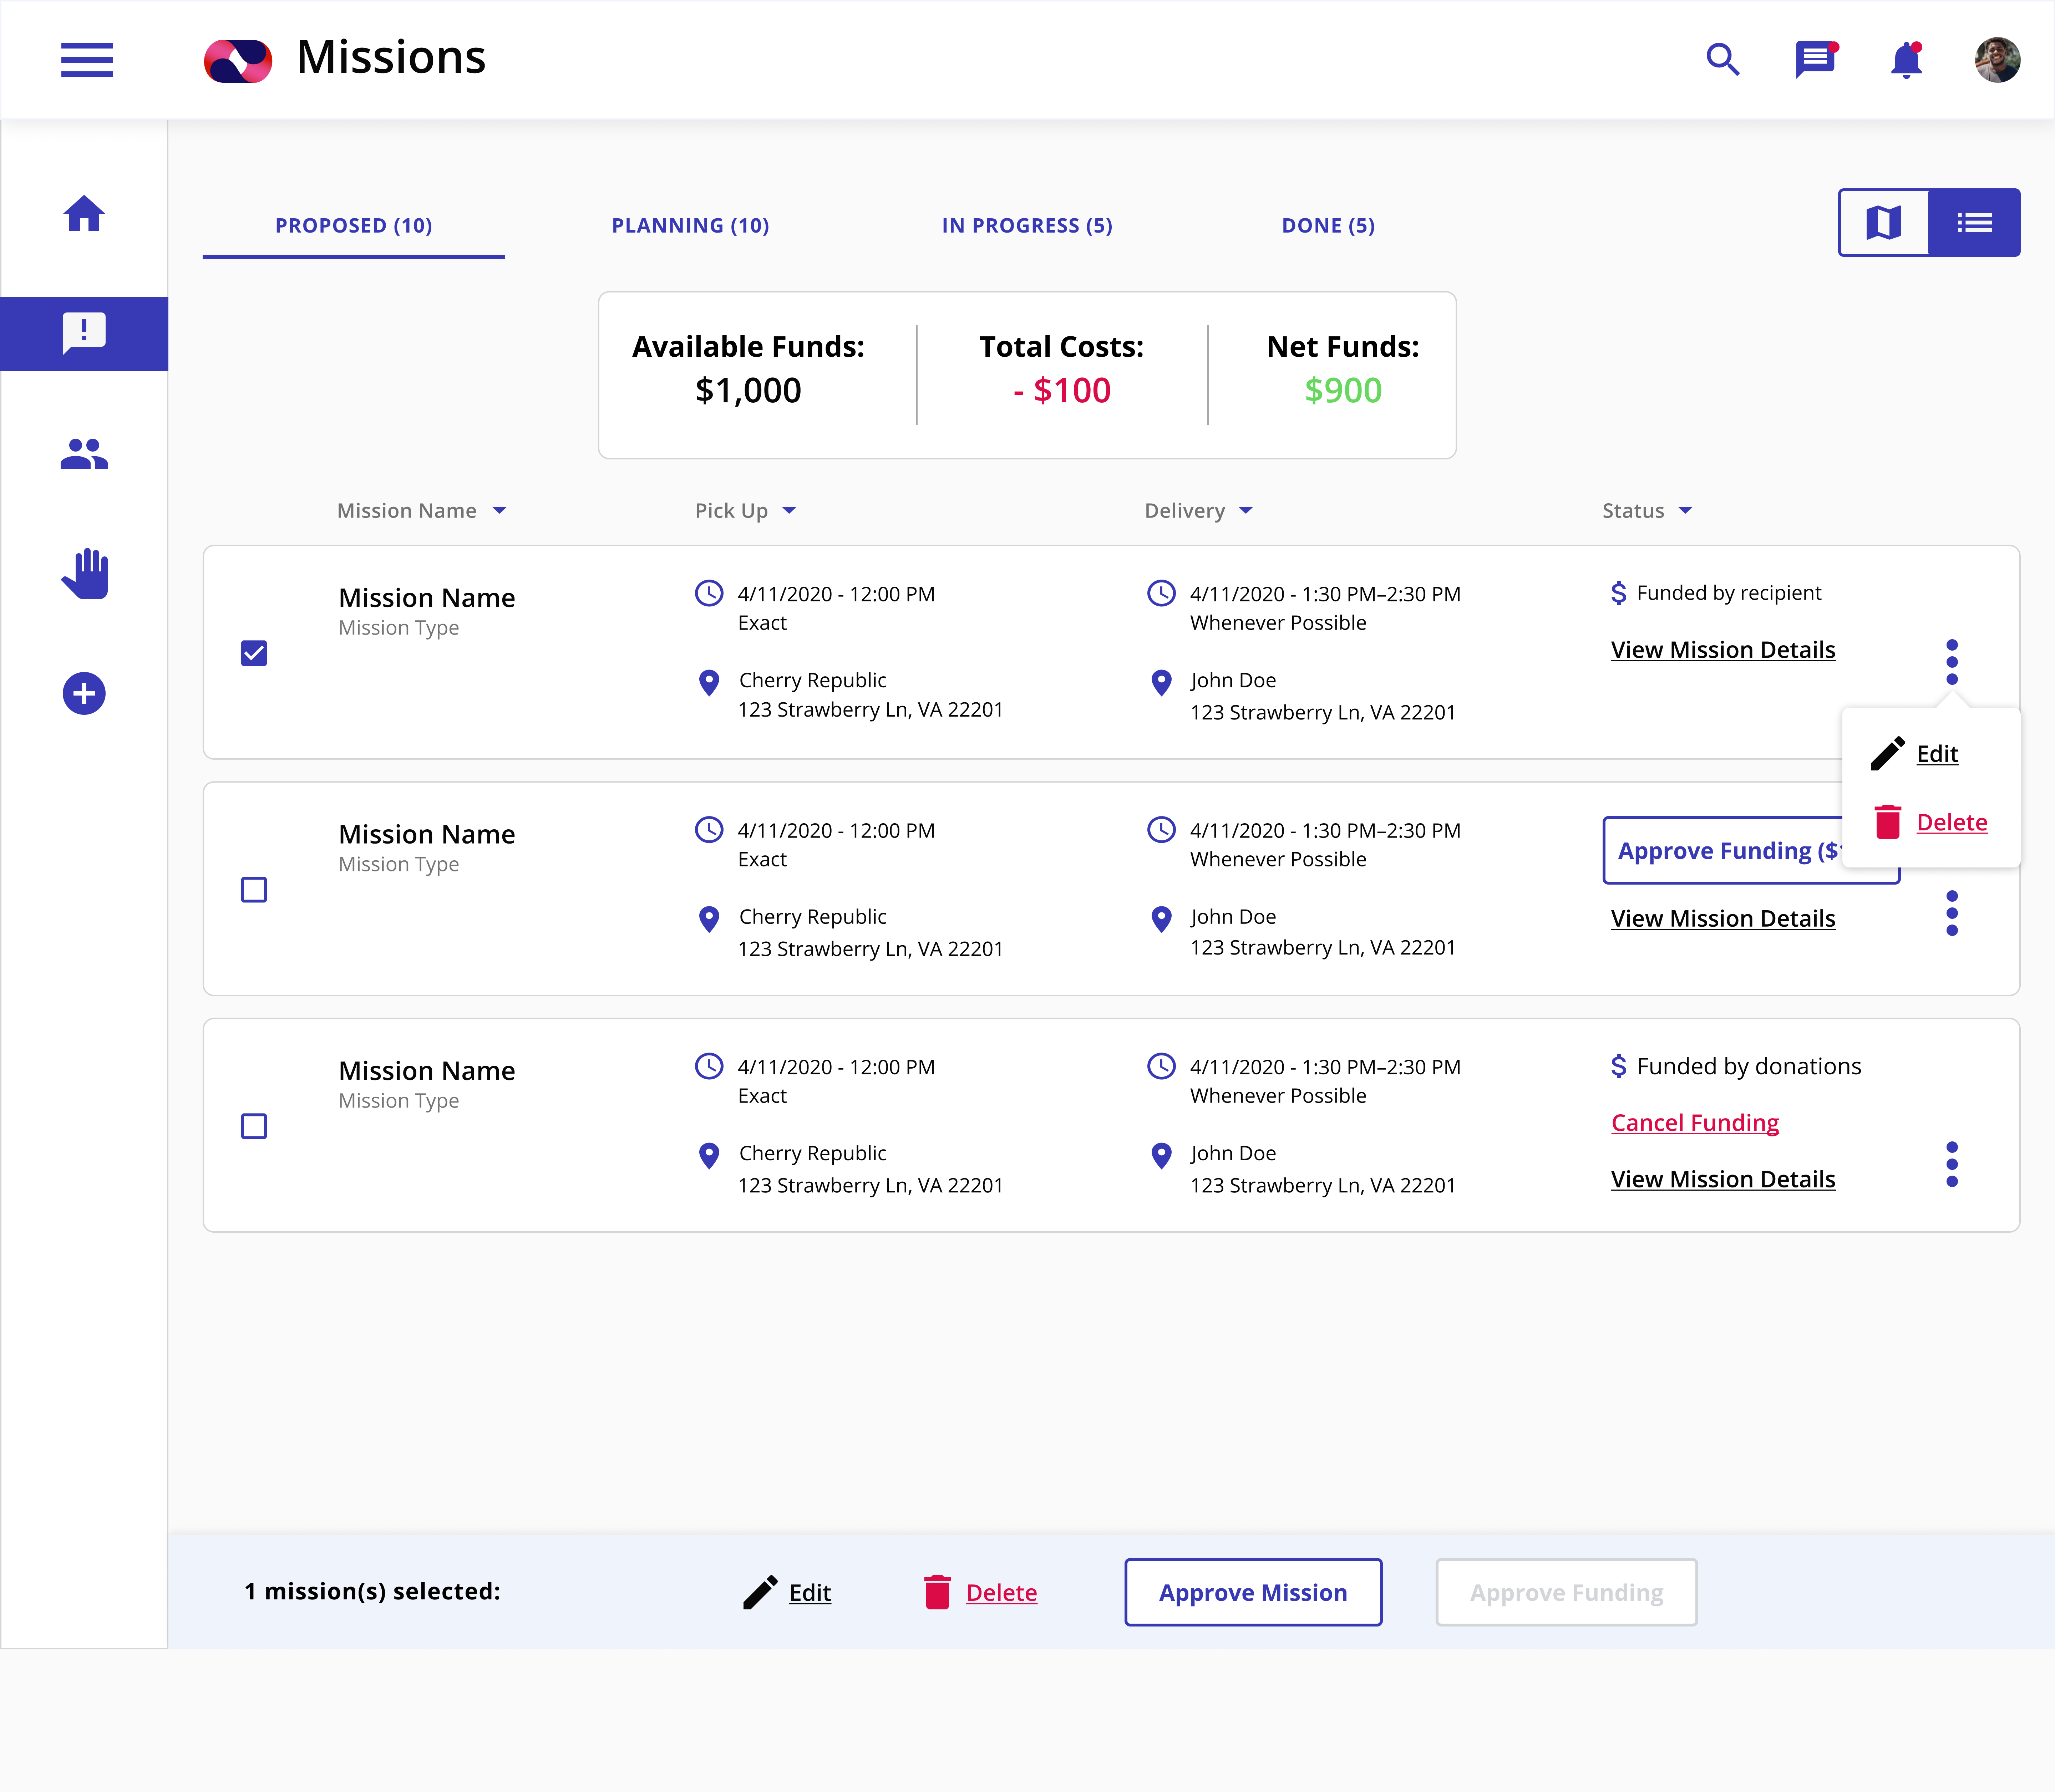 Missions
PROPOSED (10)
PLANNING (10)
IN PROGRESS (5)
DONE (5)
Available Funds:
$1,000
Total Costs:
- $100
Net Funds:
$900
Mission Name
Pick Up
Delivery
Status
Mission Name
Mission Type
4/11/2020 - 12:00 PM
Exact
Cherry Republic
123 Strawberry Ln, VA 22201
4/11/2020 - 1:30 PM–2:30 PM
Whenever Possible
John Doe
123 Strawberry Ln, VA 22201
Funded by recipient
View Mission Details
Edit
Delete
Mission Name
Mission Type
4/11/2020 - 12:00 PM
Exact
Cherry Republic
123 Strawberry Ln, VA 22201
4/11/2020 - 1:30 PM–2:30 PM
Whenever Possible
John Doe
123 Strawberry Ln, VA 22201
Approve Funding
View Mission Details
Mission Name
Mission Type
4/11/2020 - 12:00 PM
Exact
Cherry Republic
123 Strawberry Ln, VA 22201
4/11/2020 - 1:30 PM–2:30 PM
Whenever Possible
John Doe
123 Strawberry Ln, VA 22201
$ Funded by donations
Cancel Funding
View Mission Details
1 mission(s) selected:
Edit
Delete
Approve Mission
Approve Funding